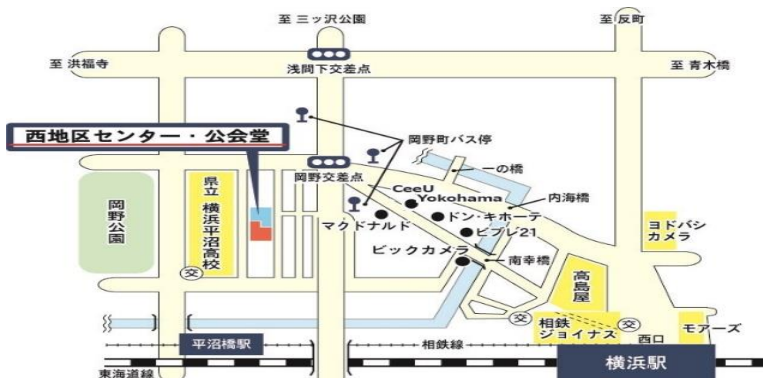 至 三ッ沢公園
至 反町
至 洪福寺
浅間下交差点
至 青木橋
西地区センター・公会堂
岡野町バス停
一の橋
岡野交差点
CeeU
Yokohama
内海橋
岡野公園
県立 横浜平沼高校
マクドナルド
ドン・キホーテ
ビブレ21
ヨドバシ
カメラ
ビックカメラ
南幸橋
交
高島屋
交
相鉄
ジョイナス
交
西口
モアーズ
平沼橋駅
相鉄線
横浜駅
東海道線